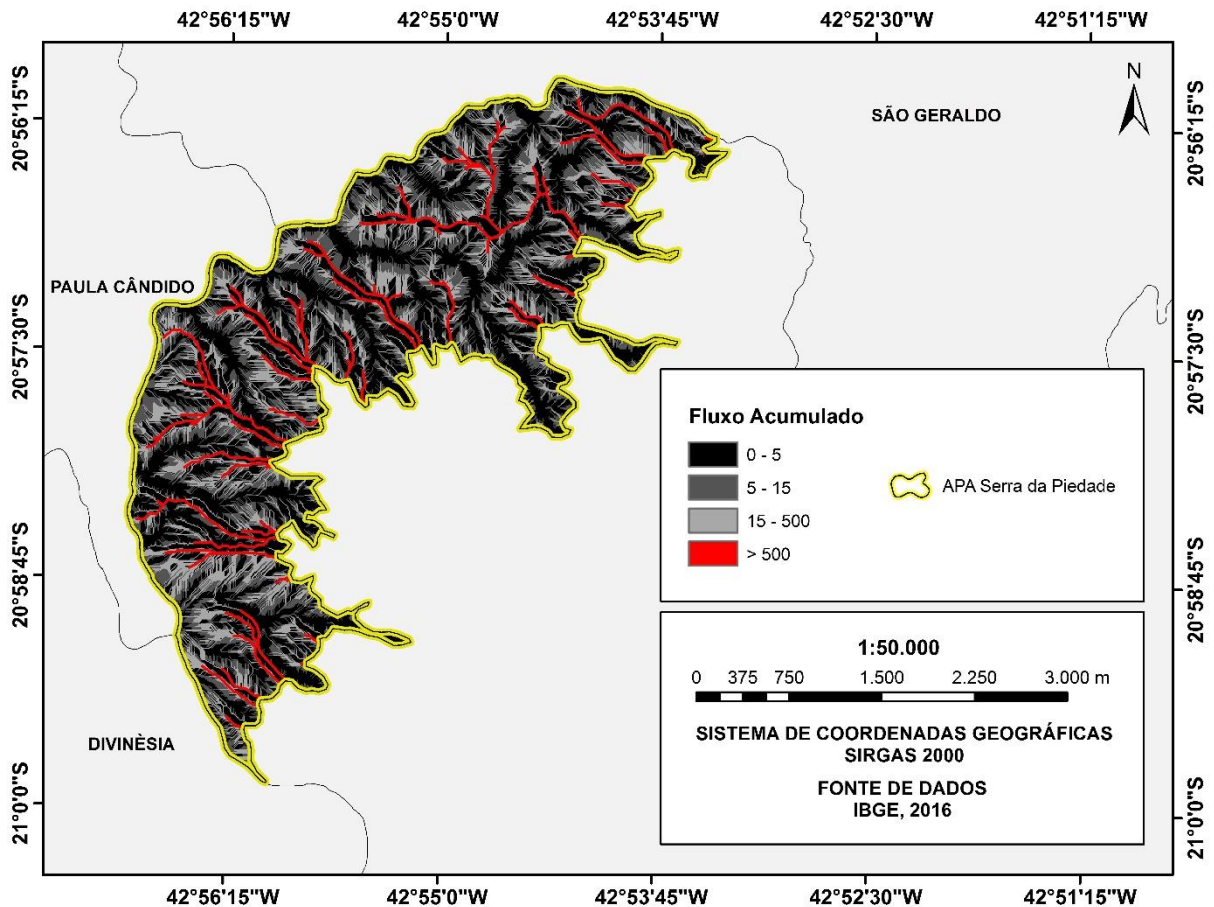 42°56'15"W 42°55'0"W 42°53'45"W 42°52'30"W 42°51'15"W
N
20°56'15"S
SÃO GERALDO
20°56'15"S
PAULA CÂNDIDO
20°57'30"S
20°57'30"S
Fluxo Acumulado
0 - 5
5 - 15
APA Serra da Piedade
15 - 500
> 500
20°58'45"S
20°58'45"S
1:50.000
0 375 750 1.500 2.250 3.000 m
SISTEMA DE COORDENADAS GEOGRÁFICAS
SIRGAS 2000
DIVINÈSIA
FONTE DE DADOS
IBGE, 2016
21°0'0"S
21°0'0"S
42°56'15"W 42°55'0"W 42°53'45"W 42°52'30"W 42°51'15"W